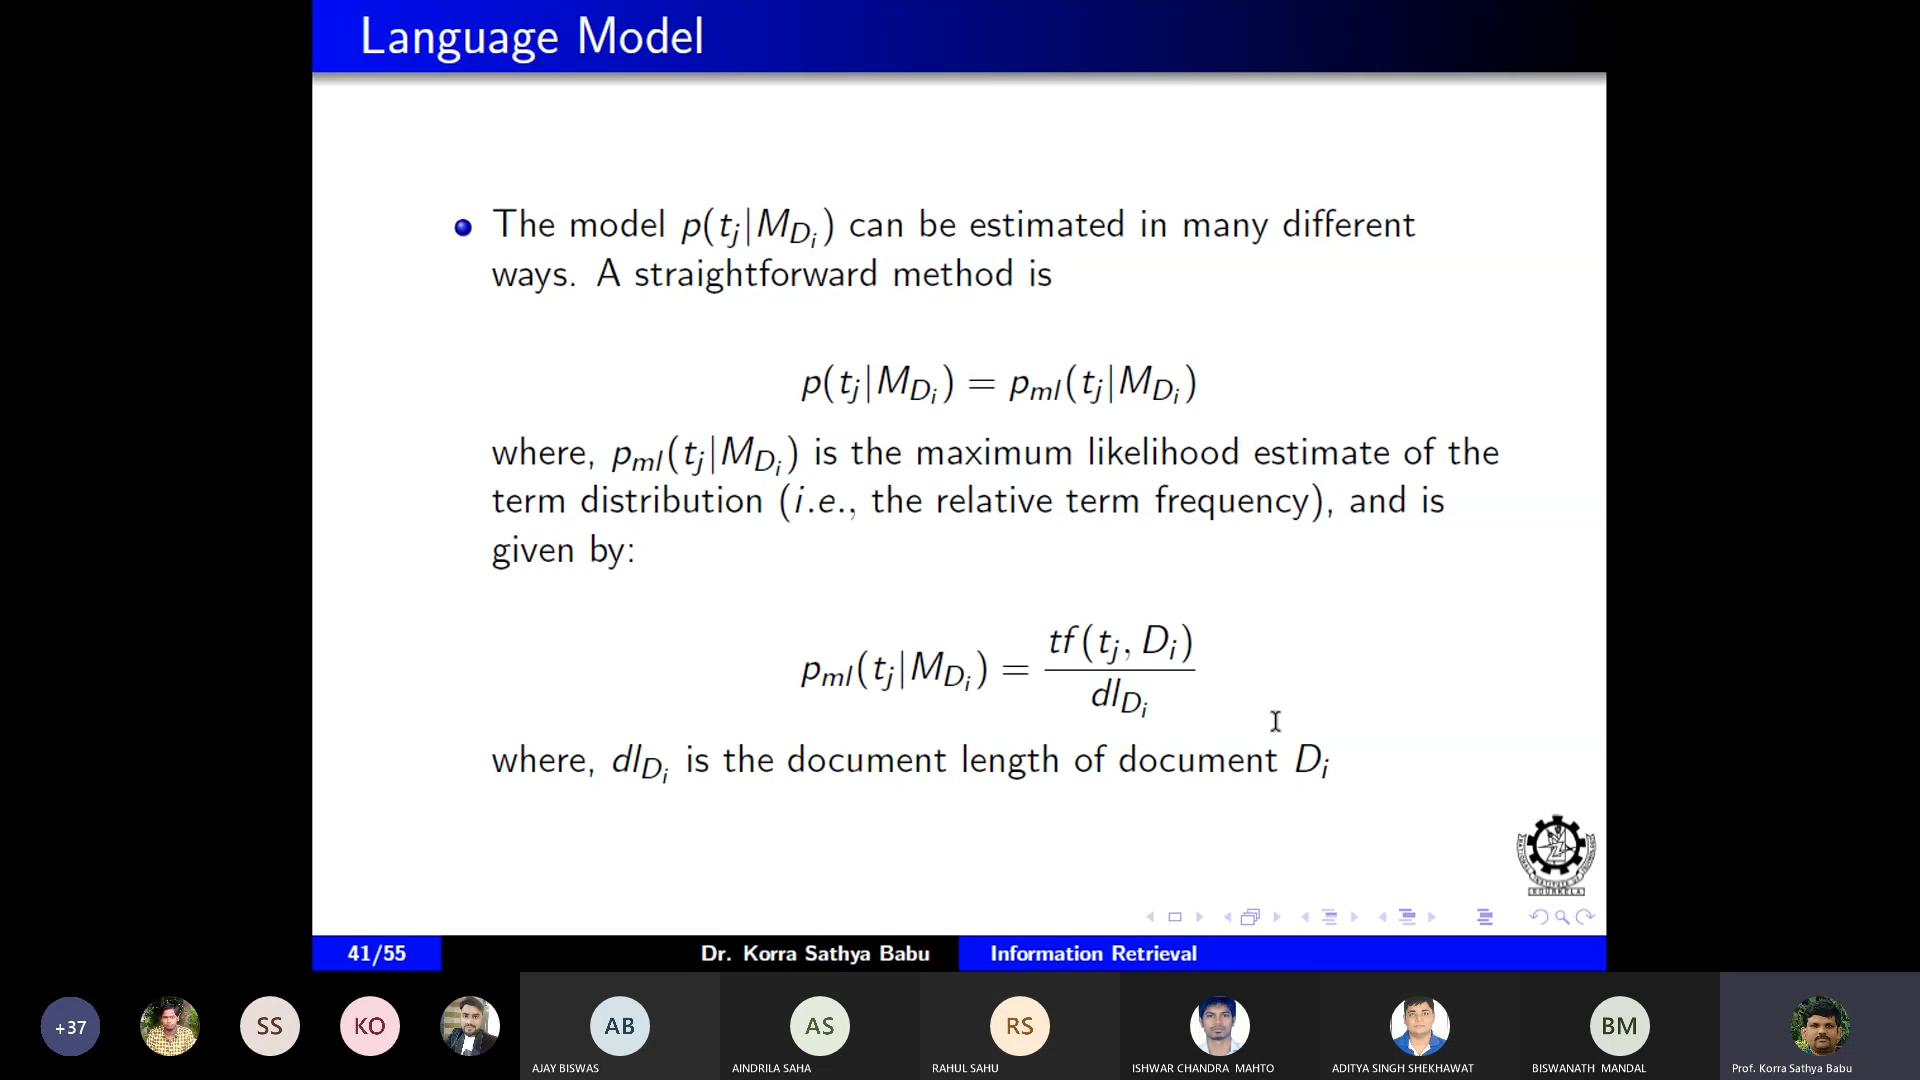 Language Model
The model p(t_j|M_{D_i}) can be estimated in many different
ways. A straightforward method is
p(t_j|M_{D_i}) = p_{ml}(t_j|M_{D_i})
where, p_{ml}(t_j|M_{D_i}) is the maximum likelihood estimate of the
term distribution (i.e., the relative term frequency), and is
given by:
p_{ml}(t_j|M_{D_i}) = \frac{tf(t_j, D_i)}{dl_{D_i}}
where, dl_{D_i} is the document length of document D_i
41/55 Dr. Korra Sathya Babu Information Retrieval
+37 SS KO AB AS RS BM
AJAY BISWAS AINDRILA SAHA RAHUL SAHU ISHWAR CHANDRA MAHTO ADITYA SINGH SHEKHAWAT BISWANATH MANDAL Prof. Korra Sathya Babu